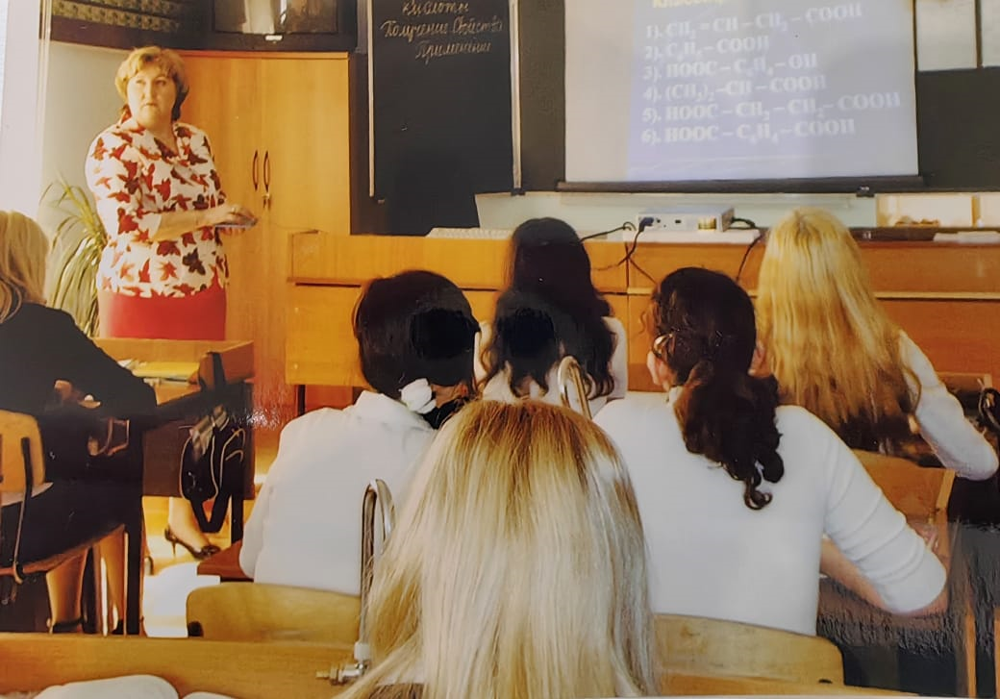 Кислоты
Получение Свойства
Применение
1). CH₂ = CH – CH₂ – COOH
2). C₆H₅ – COOH
3). HOOC – C₆H₄ – OH
4). (CH₃)₂ –CH – COOH
5). HOOC – CH₂ – CH₂ – COOH
6). HOOC – C₆H₄ – COOH